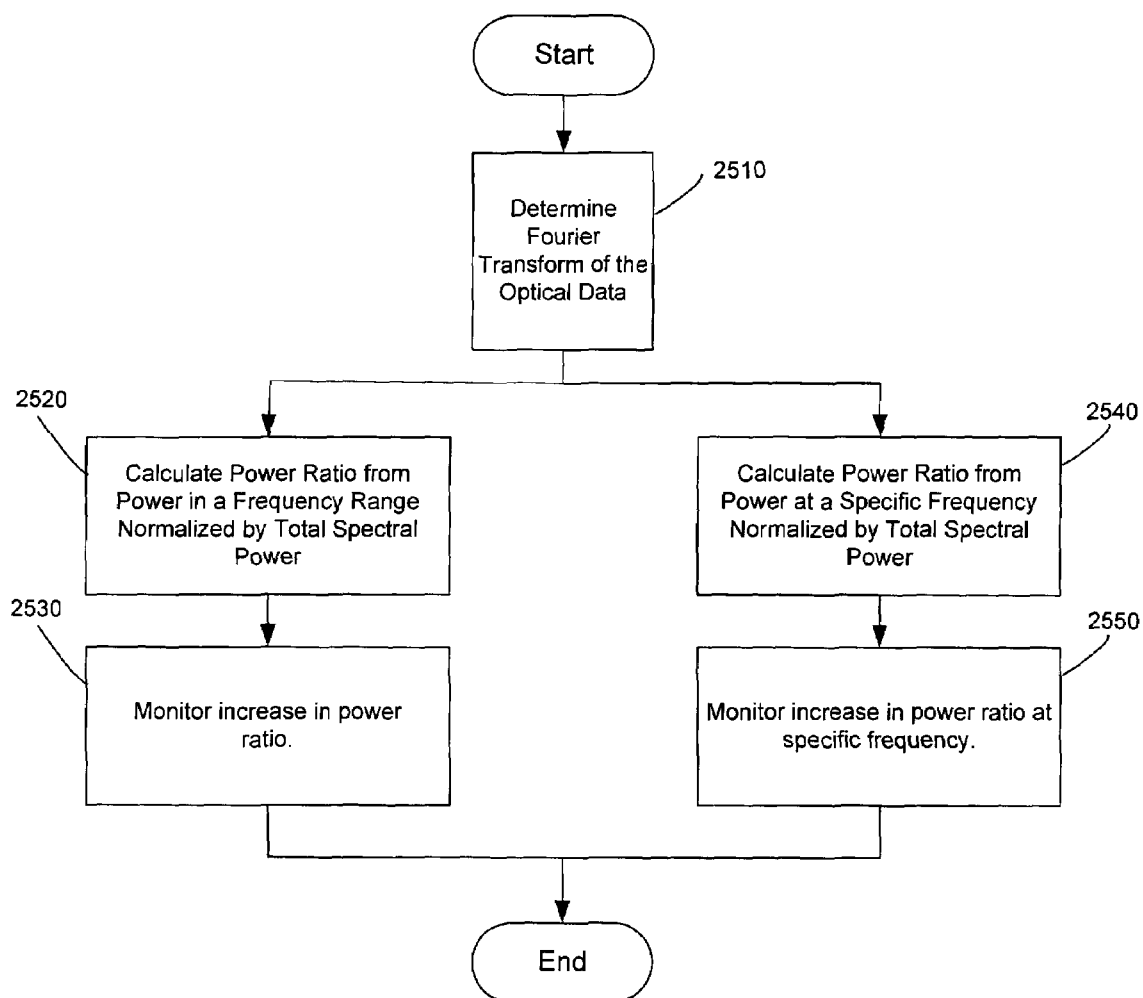 Start
2510
Determine
Fourier
Transform of the
Optical Data
2520
Calculate Power Ratio from
Power in a Frequency Range
Normalized by Total Spectral
Power
2540
Calculate Power Ratio from
Power at a Specific Frequency
Normalized by Total Spectral
Power
2530
Monitor increase in power
ratio.
2550
Monitor increase in power ratio at
specific frequency.
End